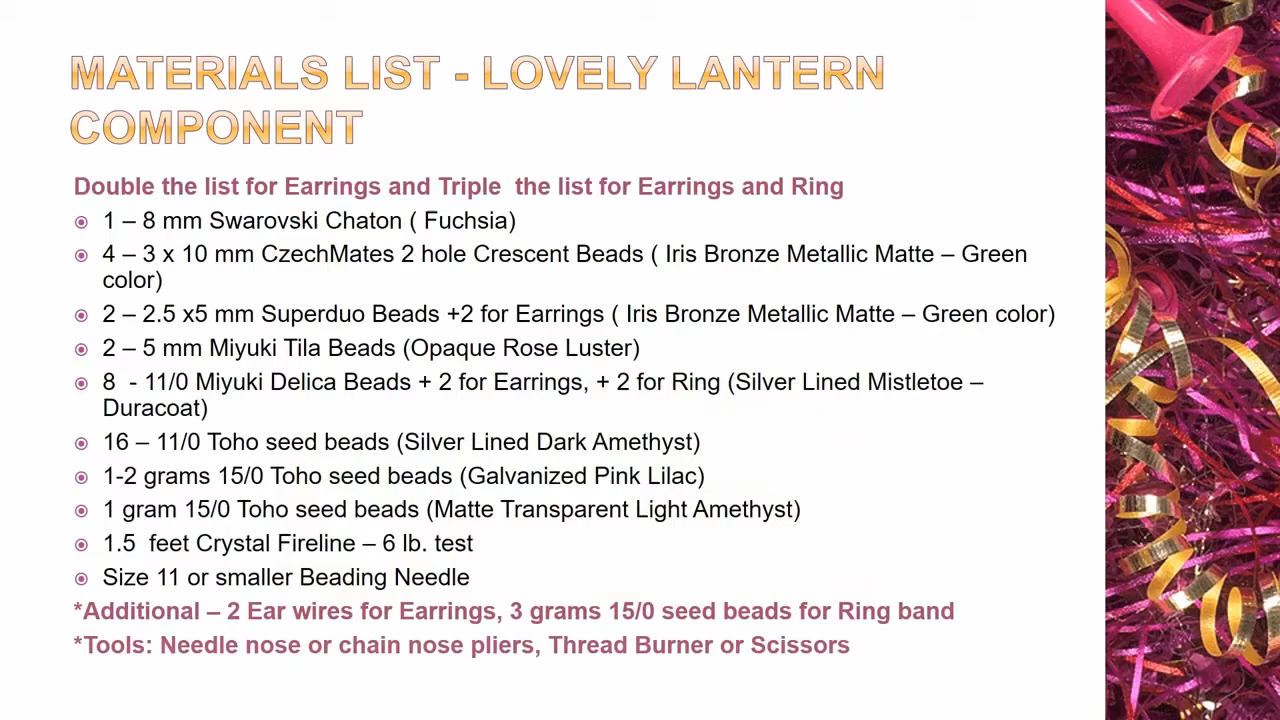 MATERIALS LIST - LOVELY LANTERN
COMPONENT
Double the list for Earrings and Triple  the list for Earrings and Ring
1 – 8 mm Swarovski Chaton ( Fuchsia)
4 – 3 x 10 mm CzechMates 2 hole Crescent Beads ( Iris Bronze Metallic Matte – Green
color)
2 – 2.5 x5 mm Superduo Beads +2 for Earrings ( Iris Bronze Metallic Matte – Green color)
2 – 5 mm Miyuki Tila Beads (Opaque Rose Luster)
8  - 11/0 Miyuki Delica Beads + 2 for Earrings, + 2 for Ring (Silver Lined Mistletoe –
Duracoat)
16 – 11/0 Toho seed beads (Silver Lined Dark Amethyst)
1-2 grams 15/0 Toho seed beads (Galvanized Pink Lilac)
1 gram 15/0 Toho seed beads (Matte Transparent Light Amethyst)
1.5  feet Crystal Fireline – 6 lb. test
Size 11 or smaller Beading Needle
*Additional – 2 Ear wires for Earrings, 3 grams 15/0 seed beads for Ring band
*Tools: Needle nose or chain nose pliers, Thread Burner or Scissors